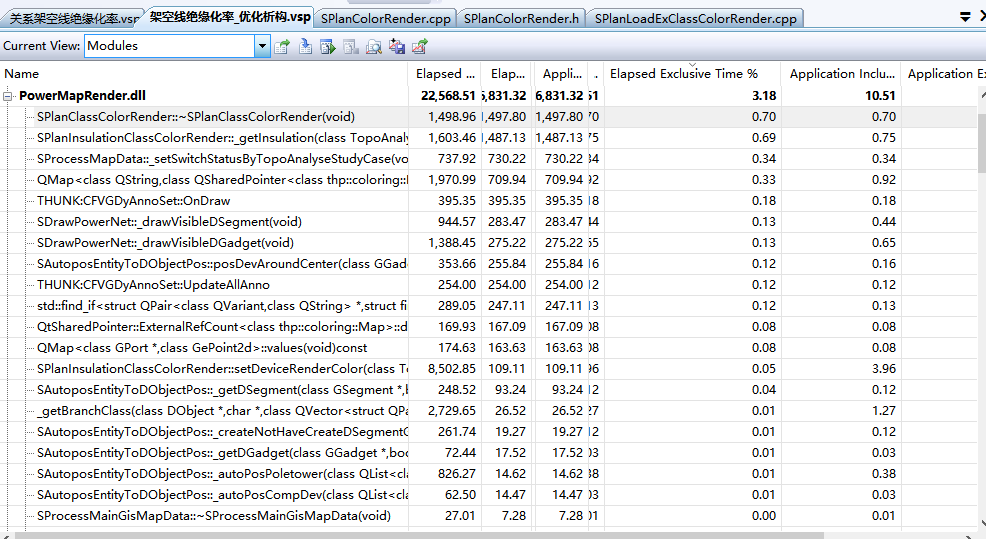 关系架空线绝缘化率.vsp 架空线绝缘化率_优化析构.vsp SPlanColorRender.cpp SPlanColorRender.h SPlanLoadExClassColorRender.cpp
Current View: Modules
Name Elapsed ... Elap... Appli... .. Elapsed Exclusive Time % Application Inclu... Application Ex
PowerMapRender.dll 22,568.51 6,831.32 6,831.32 51 3.18 10.51
SPlanClassColorRender::~SPlanClassColorRender(void) 1,498.96 1,497.80 1,497.80 70 0.70 0.70
SPlanInsulationClassColorRender::_getInsulation(class TopoAnaly 1,603.46 1,487.13 1,487.13 75 0.69 0.75
SProcessMapData::_setSwitchStatusByTopoAnalyseStudyCase(vo 737.92 730.22 730.22 34 0.34 0.34
QMap<class QString,class QSharedPointer<class thp::coloring:: 1,970.99 709.94 709.94 92 0.33 0.92
THUNK:CFVGDyAnnoSet::OnDraw 395.35 395.35 395.35 18 0.18 0.18
SDrawPowerNet::_drawVisibleDSegment(void) 944.57 283.47 283.47 44 0.13 0.44
SDrawPowerNet::_drawVisibleDGadget(void) 1,388.45 275.22 275.22 65 0.13 0.65
SAutoposEntityToDObjectPos::posDevAroundCenter(class GGad 353.66 255.84 255.84 16 0.12 0.16
THUNK:CFVGDyAnnoSet::UpdateAllAnno 254.00 254.00 254.00 12 0.12 0.12
std::find_if<struct QPair<class QVariant,class QString> *,struct fi 289.05 247.11 247.11 13 0.12 0.13
QtSharedPointer::ExternalRefCount<class thp::coloring::Map>::d 169.93 167.09 167.09 08 0.08 0.08
QMap<class GPort *,class GePoint2d>::values(void)const 174.63 163.63 163.63 08 0.08 0.08
SPlanInsulationClassColorRender::setDeviceRenderColor(class To 8,502.85 109.11 109.11 96 0.05 3.96
SAutoposEntityToDObjectPos::_getDSegment(class GSegment *,b 248.52 93.24 93.24 12 0.04 0.12
_getBranchClass(class DObject *,char *,class QVector<struct QPa 2,729.65 26.52 26.52 27 0.01 1.27
SAutoposEntityToDObjectPos::_createNotHaveCreateDSegmentC 261.74 19.27 19.27 12 0.01 0.12
SAutoposEntityToDObjectPos::_getDGadget(class GGadget *,boo 72.44 17.52 17.52 03 0.01 0.03
SAutoposEntityToDObjectPos::_autoPosPoletower(class QList<cla 826.27 14.62 14.62 38 0.01 0.38
SAutoposEntityToDObjectPos::_autoPosCompDev(class QList<cla 62.50 14.47 14.47 03 0.01 0.03
SProcessMainGisMapData::~SProcessMainGisMapData(void) 27.01 7.28 7.28 01 0.00 0.01